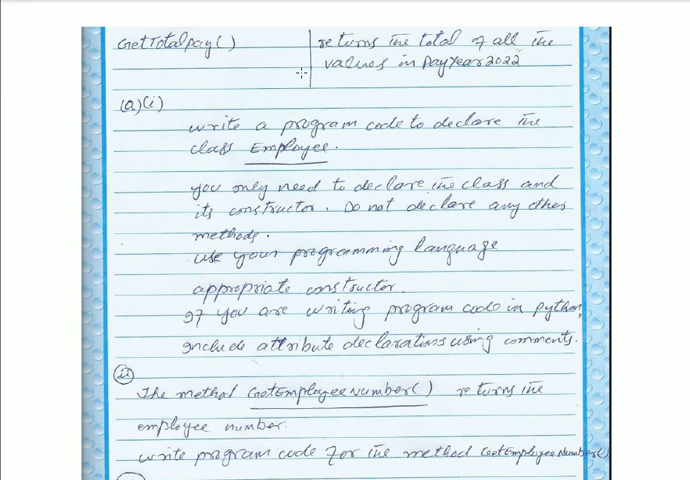 GetTotalpay()
returns the total of all the
values in PayYear2022
(a)(i)
write a program code to declare the
class Employee.
you only need to declare the class and
its constructor. Do not declare any other
methods.
use your programming language
appropriate constructor.
If you are writing program code in python,
include attribute declarations using comments.
ii
The method GetEmployeeNumber() returns the
employee number.
write program code for the method GetEmployeeNumber()